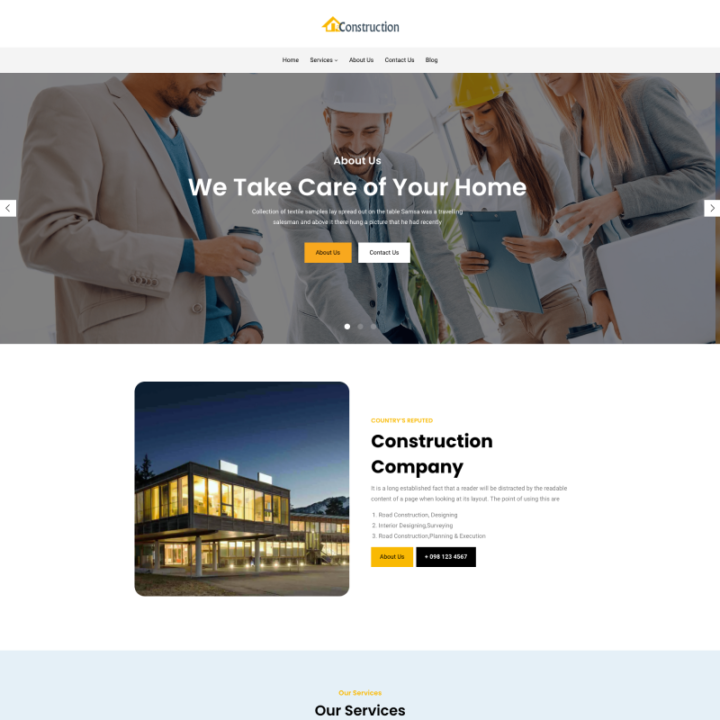 Construction
Home Services About Us Contact Us Blog
About Us
We Take Care of Your Home
Collection of textile samples lay spread out on the table Samsa was a travelling
salesman and above it there hung a picture that he had recently
About Us Contact Us
COUNTRY'S REPUTED
Construction
Company
It is a long established fact that a reader will be distracted by the readable
content of a page when looking at its layout. The point of using this are
1. Road Construction, Designing
2. Interior Designing,Surveying
3. Road Construction,Planning & Execution
About Us + 098 123 4567
Our Services
Our Services